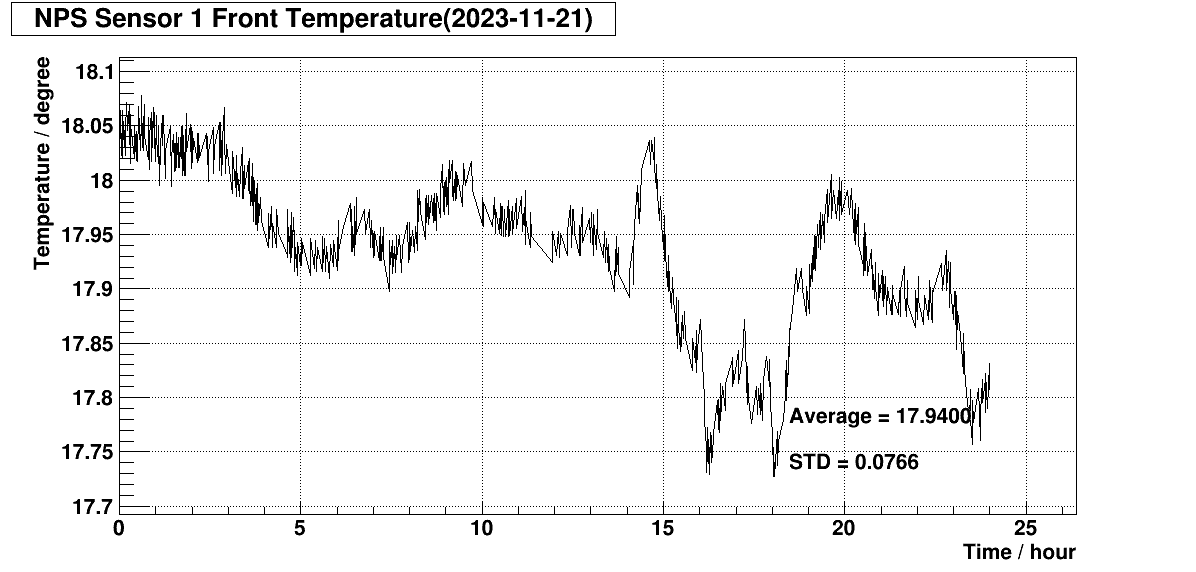 NPS Sensor 1 Front Temperature(2023-11-21)
Temperature / degree
18.1
18.05
18
17.95
17.9
17.85
17.8
17.75
17.7
Average = 17.9400
STD = 0.0766
0 5 10 15 20 25
Time / hour